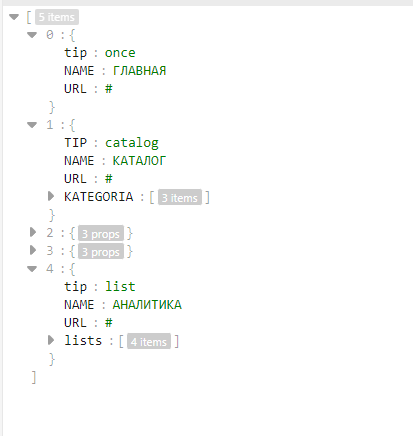 [ 5 items
0 : {
tip : once
NAME : ГЛАВНАЯ
URL : #
}
1 : {
TIP : catalog
NAME : КАТАЛОГ
URL : #
KATEGORIA : [ 3 items ]
}
2 : { 3 props }
3 : { 3 props }
4 : {
tip : list
NAME : АНАЛИТИКА
URL : #
lists : [ 4 items ]
}
]